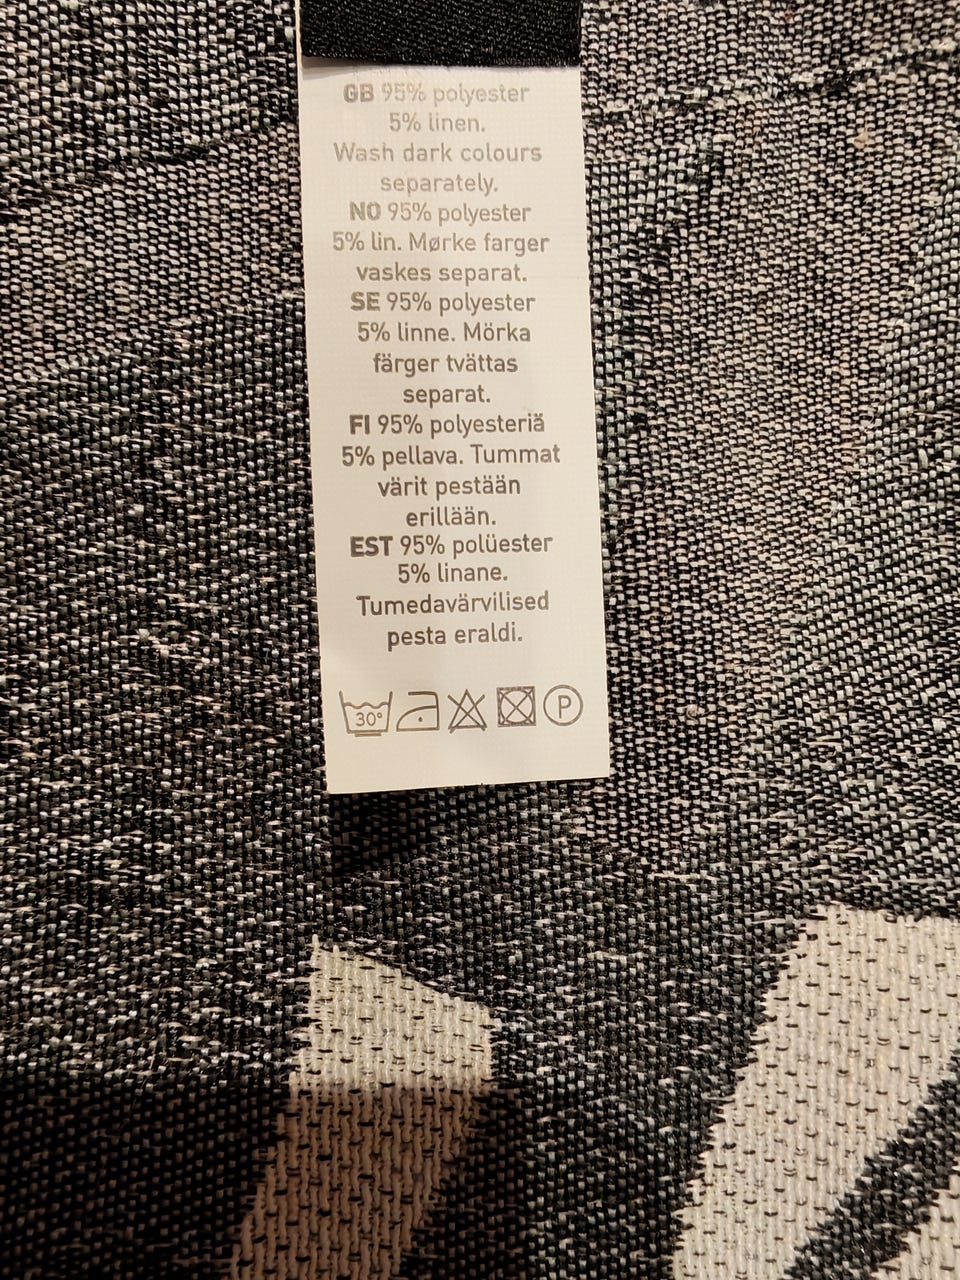 GB 95% polyester
5% linen.
Wash dark colours
separately.
NO 95% polyester
5% lin. Mørke farger
vaskes separat.
SE 95% polyester
5% linne. Mörka
färger tvättas
separat.
FI 95% polyesteriä
5% pellava. Tummat
värit pestään
erillään.
EST 95% polüester
5% linane.
Tumedavärvilised
pesta eraldi.
30° P